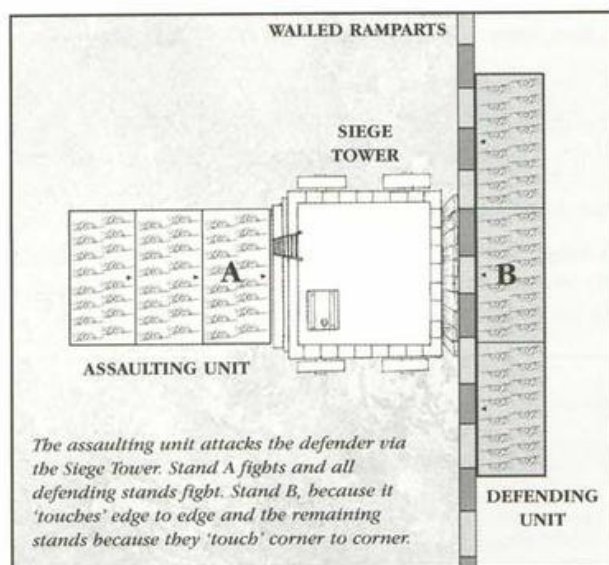 WALLED RAMPARTS
SIEGE
TOWER
A
B
ASSAULTING UNIT
The assaulting unit attacks the defender via
the Siege Tower. Stand A fights and all
defending stands fight. Stand B, because it
'touches' edge to edge and the remaining
stands because they 'touch' corner to corner.
DEFENDING
UNIT